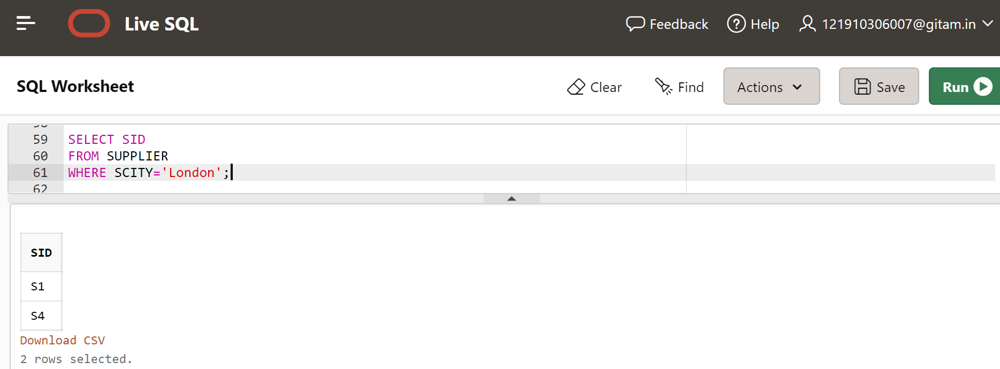 Live SQL
Feedback
Help
121910306007@gitam.in
SQL Worksheet
Clear
Find
Actions
Save
Run
59 SELECT SID
60 FROM SUPPLIER
61 WHERE SCITY='London';
62
SID
S1
S4
Download CSV
2 rows selected.